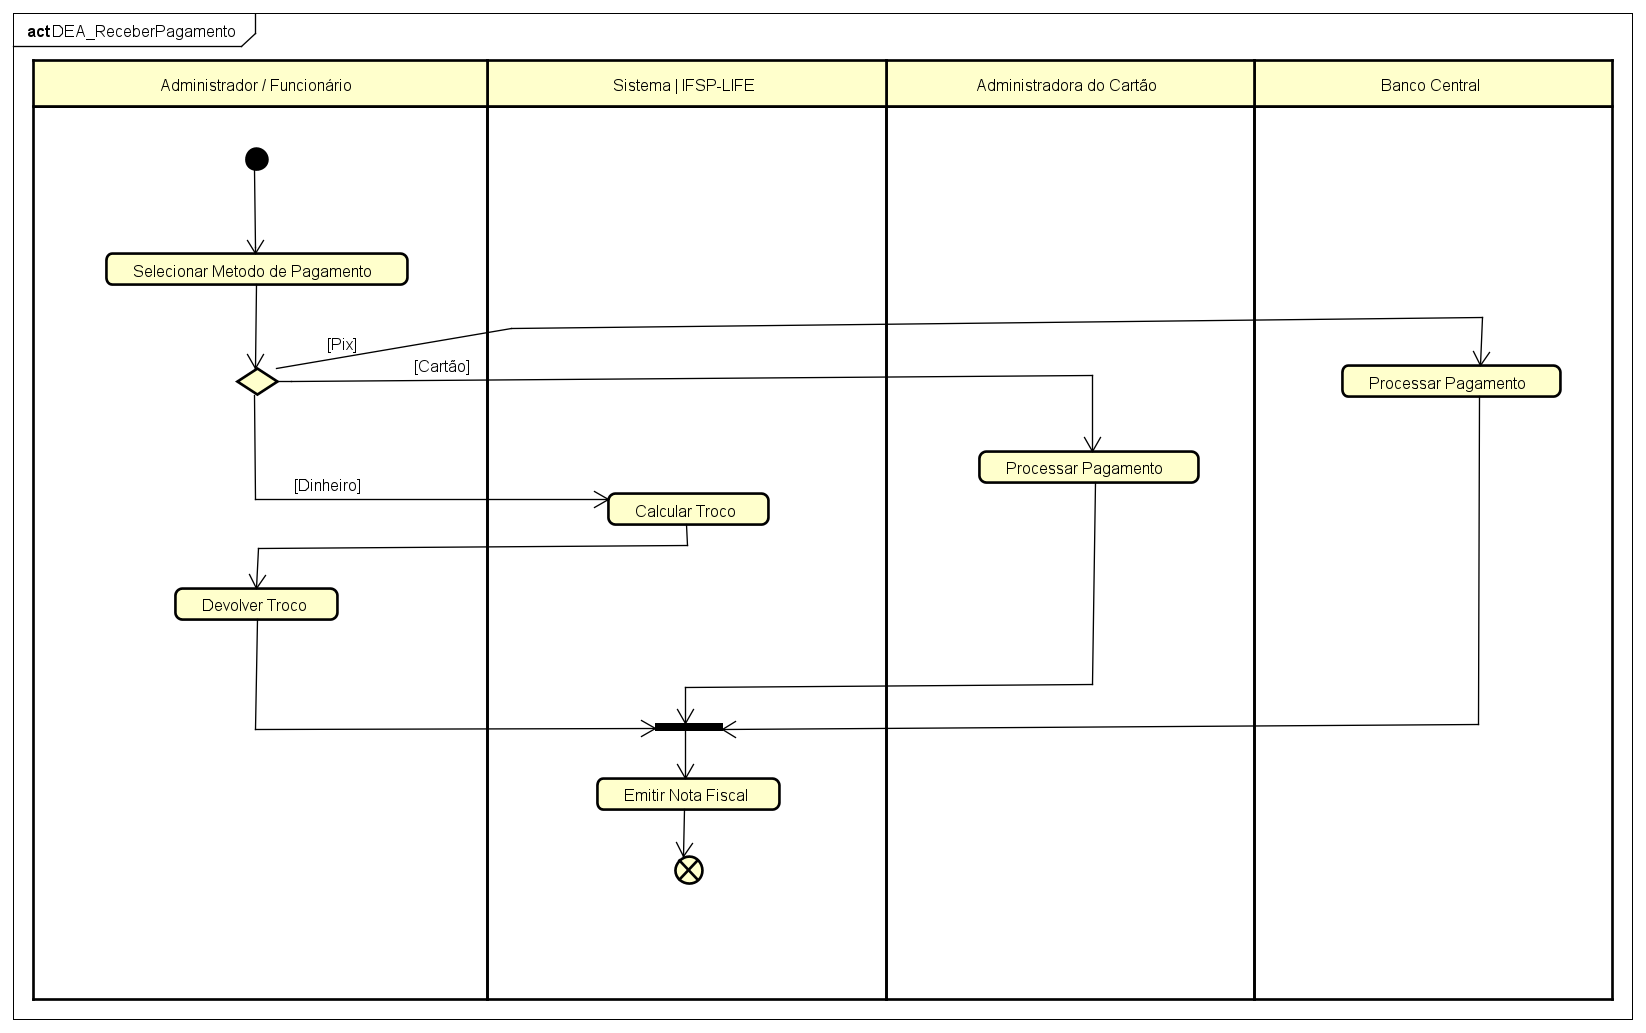 act DEA_ReceberPagamento
Administrador / Funcionário
Sistema | IFSP-LIFE
Administradora do Cartão
Banco Central
Selecionar Metodo de Pagamento
[Pix]
[Cartão]
Processar Pagamento
Processar Pagamento
[Dinheiro]
Calcular Troco
Devolver Troco
Emitir Nota Fiscal